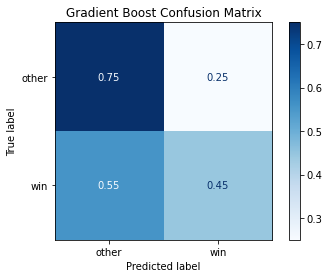 Gradient Boost Confusion Matrix
True label
other
win
0.75
0.25
0.55
0.45
other
win
Predicted label
0.7
0.6
0.5
0.4
0.3